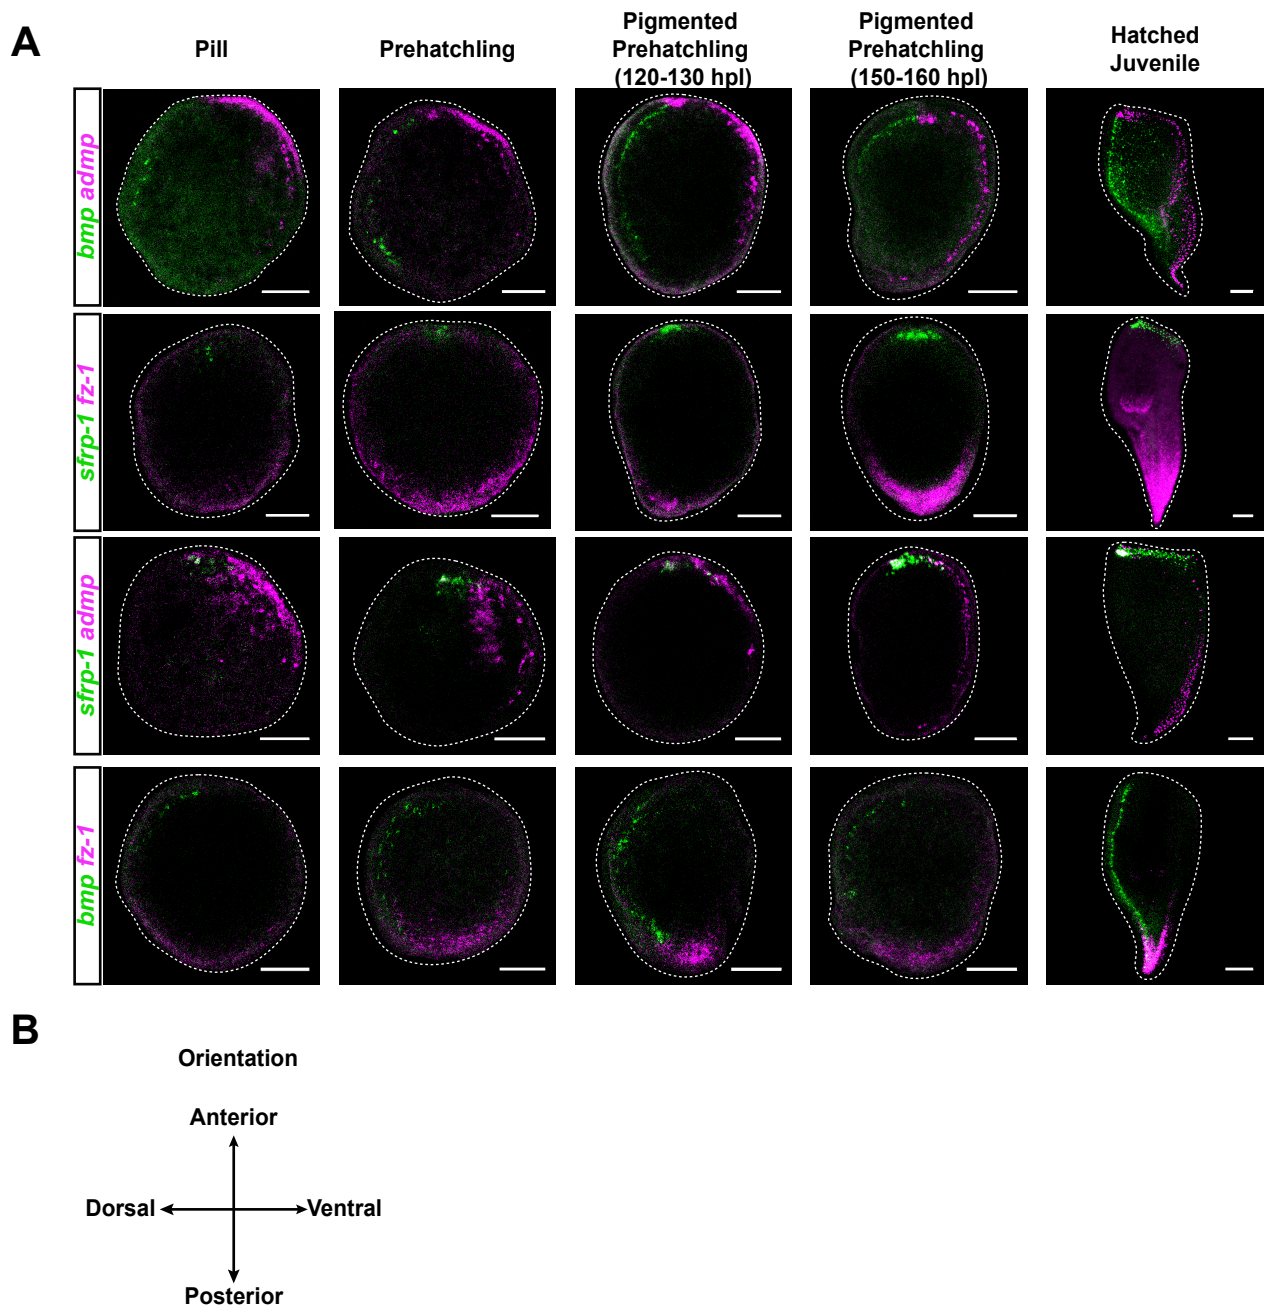 A
Pill
Prehatchling
Pigmented
Prehatchling
(120-130 hpl)
Pigmented
Prehatchling
(150-160 hpl)
Hatched
Juvenile
bmp admp
sfrp-1 fz-1
sfrp-1 admp
bmp fz-1
B
Orientation
Anterior
Dorsal
Ventral
Posterior